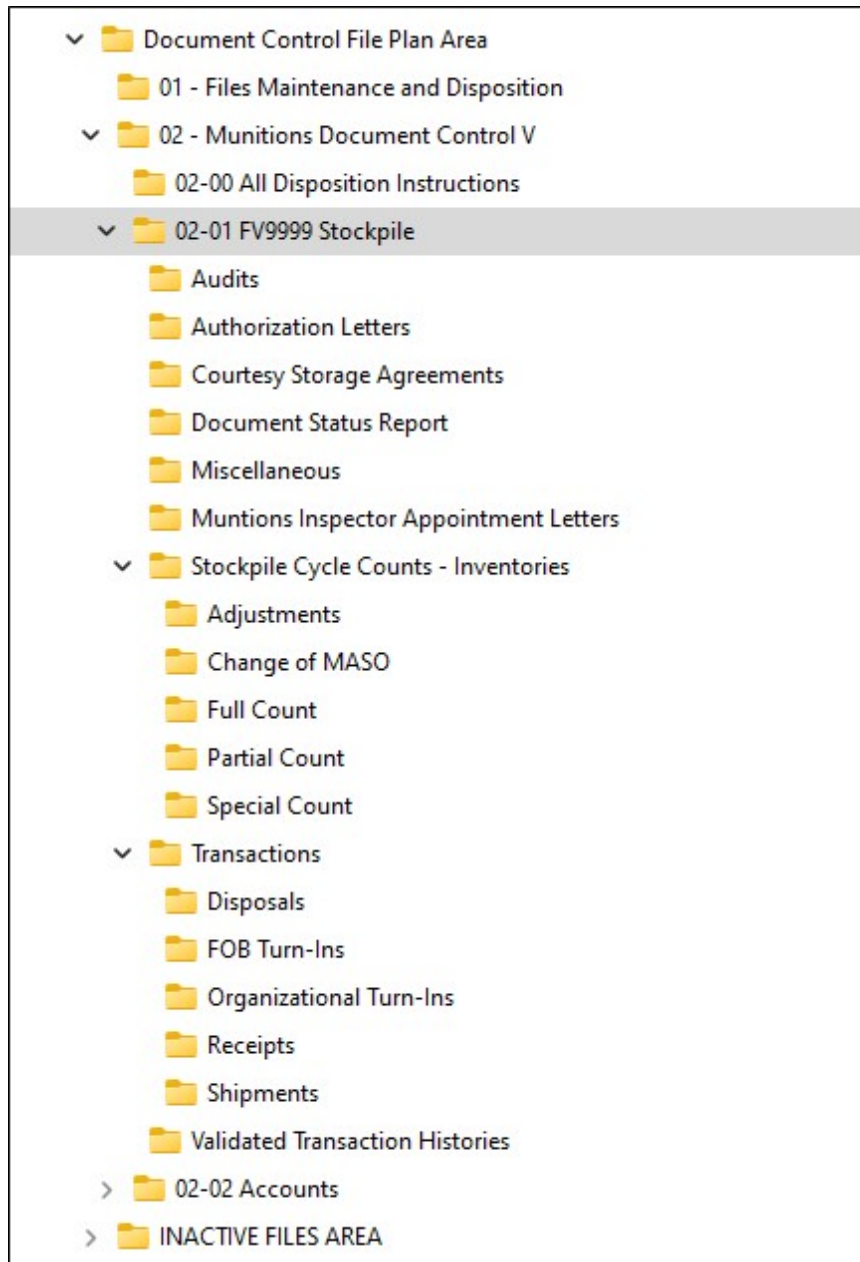 Document Control File Plan Area
01 - Files Maintenance and Disposition
02 - Munitions Document Control V
02-00 All Disposition Instructions
02-01 FV9999 Stockpile
Audits
Authorization Letters
Courtesy Storage Agreements
Document Status Report
Miscellaneous
Muntions Inspector Appointment Letters
Stockpile Cycle Counts - Inventories
Adjustments
Change of MASO
Full Count
Partial Count
Special Count
Transactions
Disposals
FOB Turn-Ins
Organizational Turn-Ins
Receipts
Shipments
Validated Transaction Histories
02-02 Accounts
INACTIVE FILES AREA